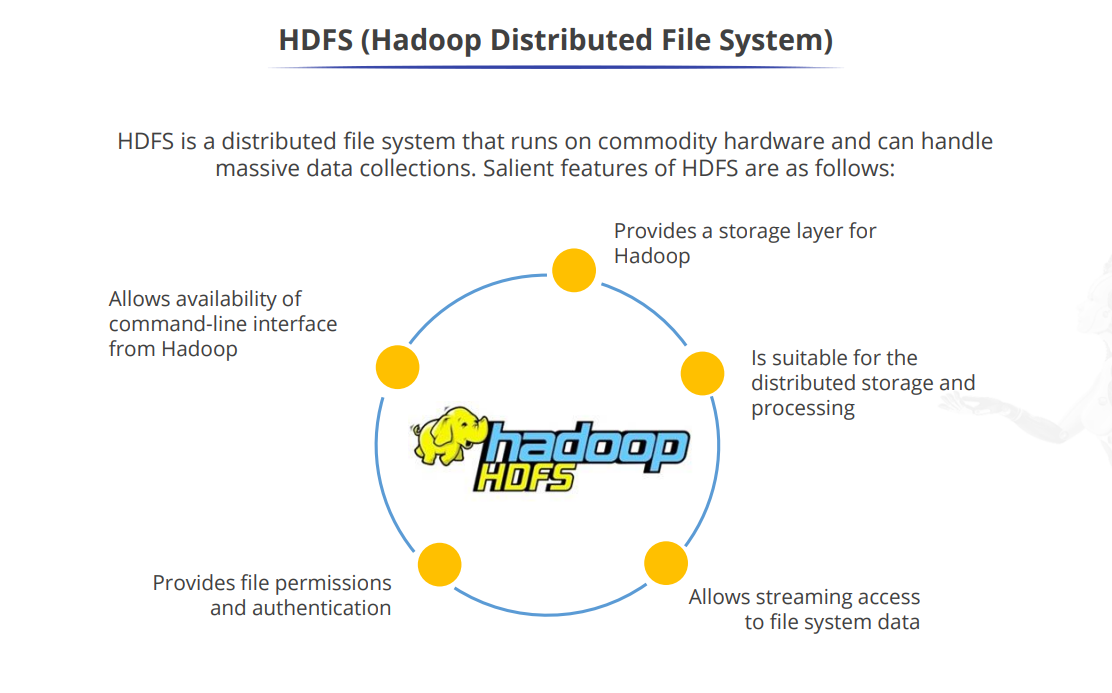 HDFS (Hadoop Distributed File System)
HDFS is a distributed file system that runs on commodity hardware and can handle
massive data collections. Salient features of HDFS are as follows:
Provides a storage layer for
Hadoop
Allows availability of
command-line interface
from Hadoop
Is suitable for the
distributed storage and
processing
hadoop
HDFS
Provides file permissions
and authentication
Allows streaming access
to file system data